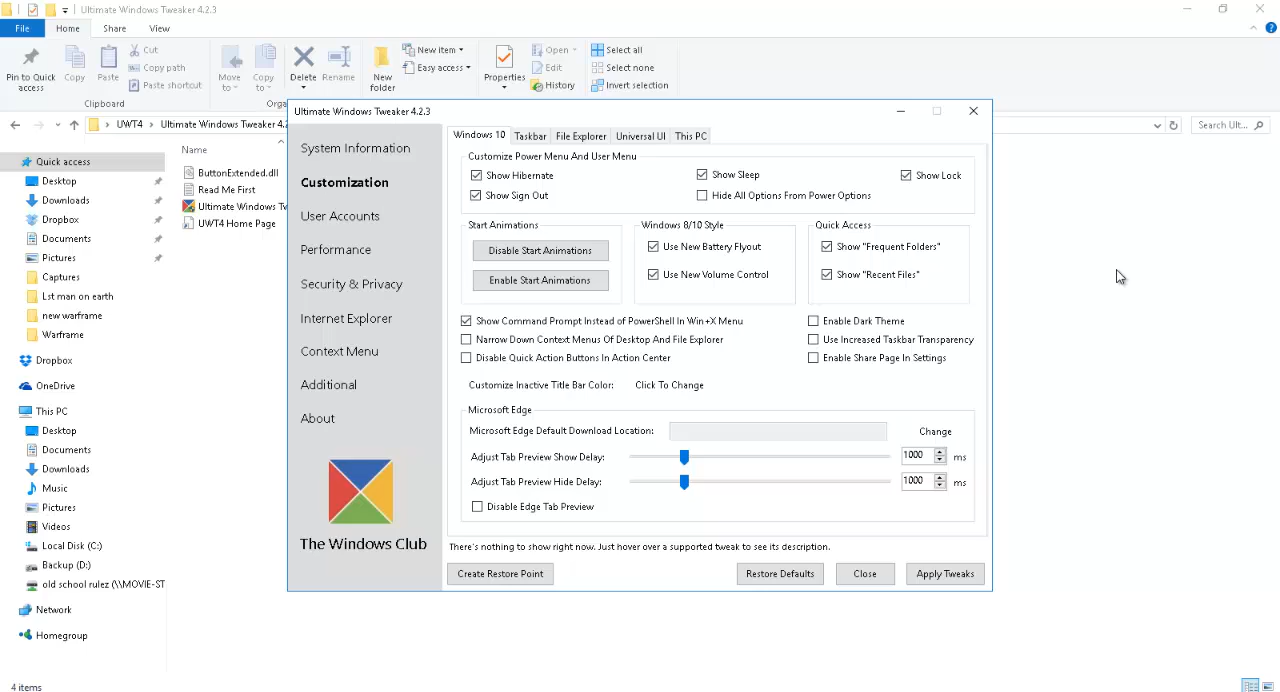 Ultimate Windows Tweaker 4.2.3
File Home Share View
Pin to Quick access
Copy
Paste
Cut
Copy path
Paste shortcut
Clipboard
Move to
Copy to
Delete
Rename
Orga
New folder
New item
Easy access
Properties
Open
Edit
History
Select all
Select none
Invert selection
UWT4 > Ultimate Windows Tweaker 4.2
Search Ult...
Quick access
Desktop
Downloads
Dropbox
Documents
Pictures
Captures
Lst man on earth
new warframe
Warframe
Dropbox
OneDrive
This PC
Desktop
Documents
Downloads
Music
Pictures
Videos
Local Disk (C:)
Backup (D:)
old school rulez (\\MOVIE-ST
Network
Homegroup
4 items
Name
ButtonExtended.dll
Read Me First
Ultimate Windows Tw
UWT4 Home Page
Ultimate Windows Tweaker 4.2.3
System Information
Customization
User Accounts
Performance
Security & Privacy
Internet Explorer
Context Menu
Additional
About
The Windows Club
Windows 10 Taskbar File Explorer Universal UI This PC
Customize Power Menu And User Menu
Show Hibernate Show Sleep Show Lock
Show Sign Out Hide All Options From Power Options
Start Animations
Disable Start Animations
Enable Start Animations
Windows 8/10 Style
Use New Battery Flyout
Use New Volume Control
Quick Access
Show "Frequent Folders"
Show "Recent Files"
Show Command Prompt Instead of PowerShell In Win+X Menu
Narrow Down Context Menus Of Desktop And File Explorer
Disable Quick Action Buttons In Action Center
Enable Dark Theme
Use Increased Taskbar Transparency
Enable Share Page In Settings
Customize Inactive Title Bar Color: Click To Change
Microsoft Edge
Microsoft Edge Default Download Location: Change
Adjust Tab Preview Show Delay: 1000 ms
Adjust Tab Preview Hide Delay: 1000 ms
Disable Edge Tab Preview
There's nothing to show right now. Just hover over a supported tweak to see its description.
Create Restore Point Restore Defaults Close Apply Tweaks